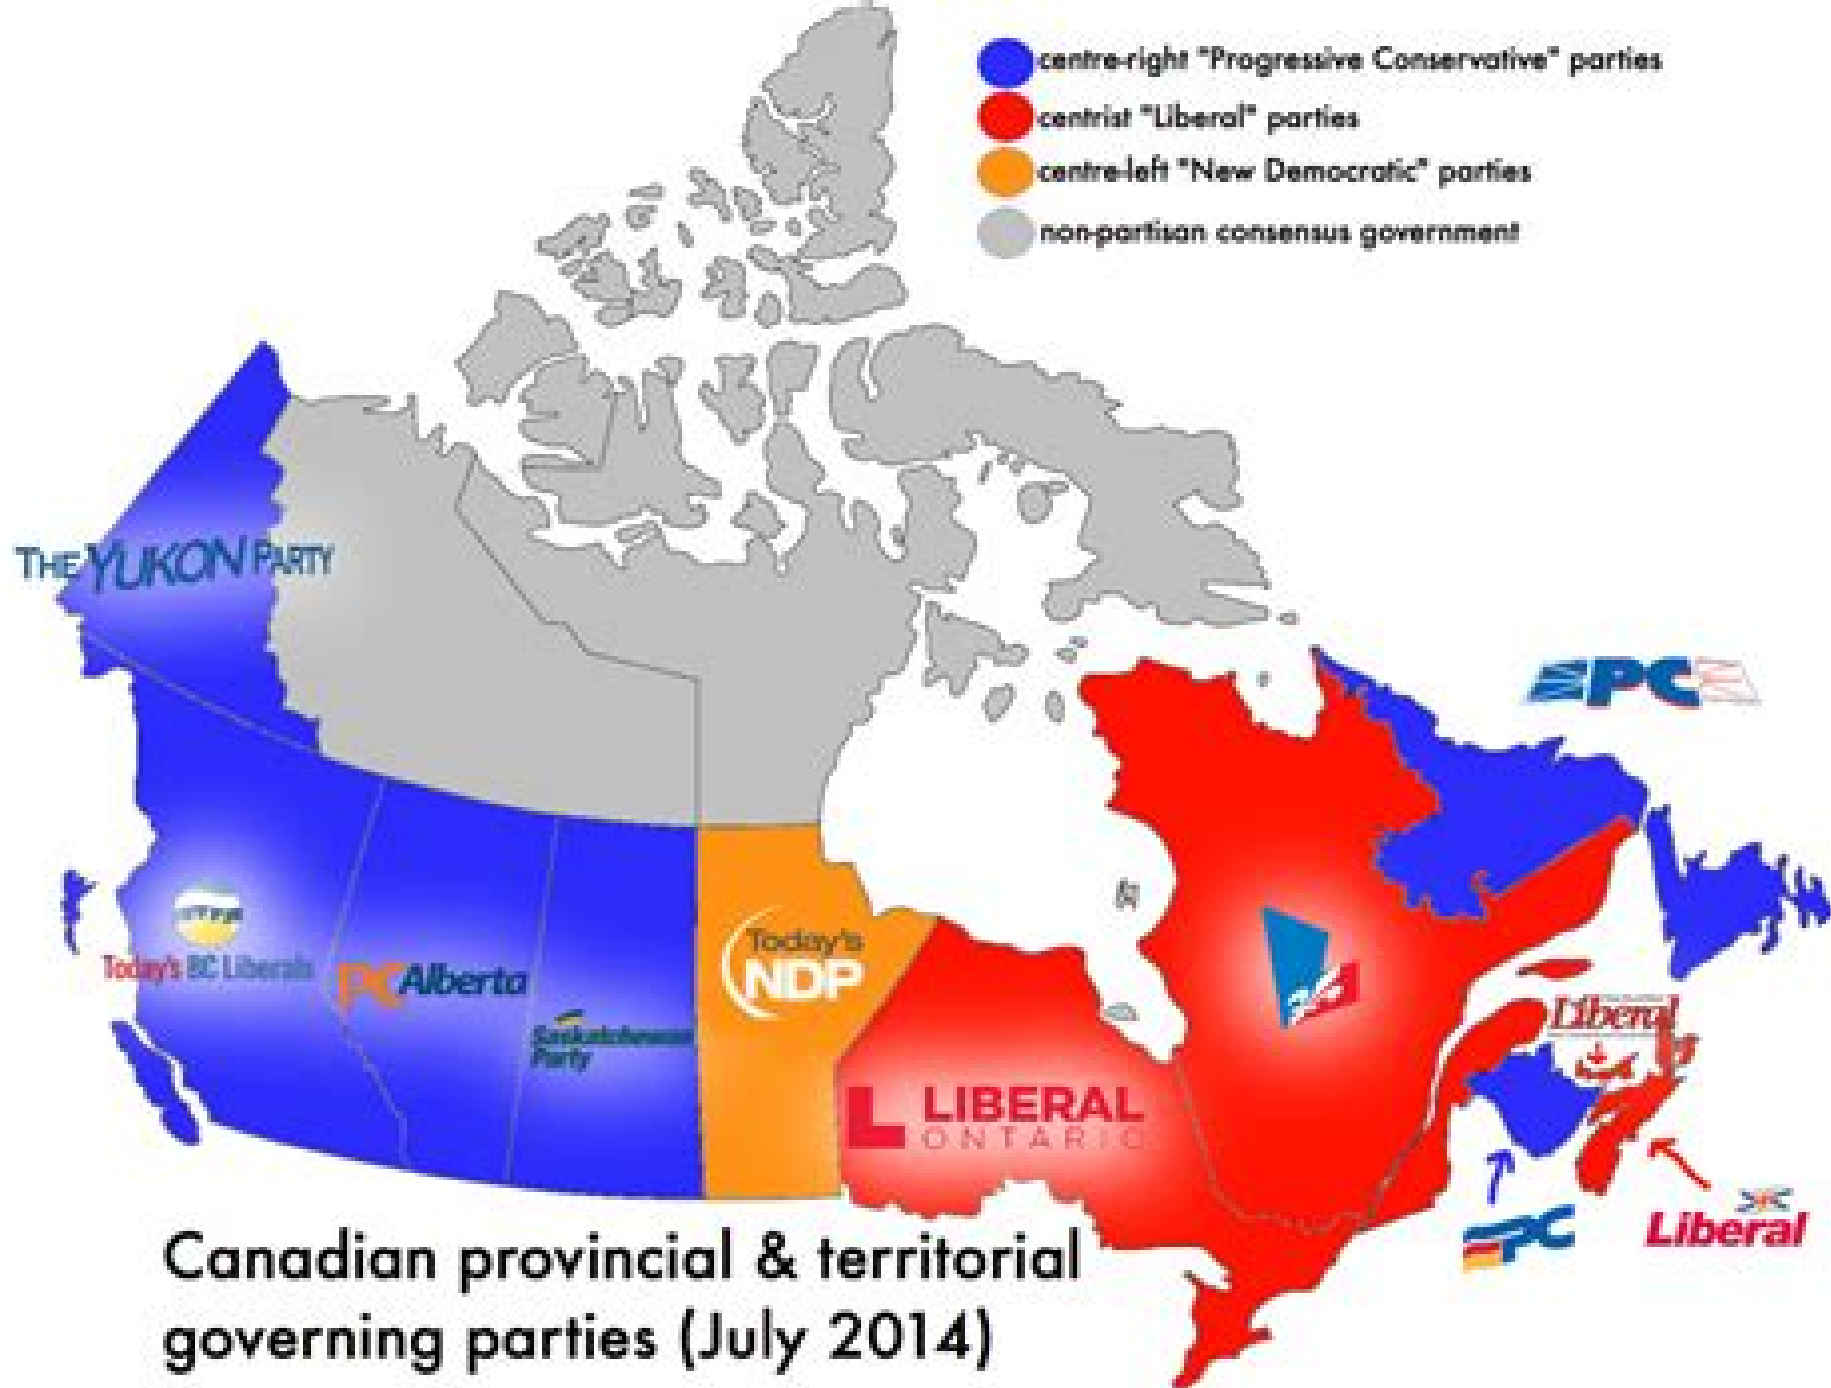 centre-right "Progressive Conservative" parties
centrist "Liberal" parties
centre-left "New Democratic" parties
non-partisan consensus government
THE YUKON PARTY
PC
Today's BC Liberals
PC Alberta
Saskatchewan
Party
Today's
NDP
LIBERAL
ONTARIO
Liberal
PC
Liberal
Canadian provincial & territorial
governing parties (July 2014)